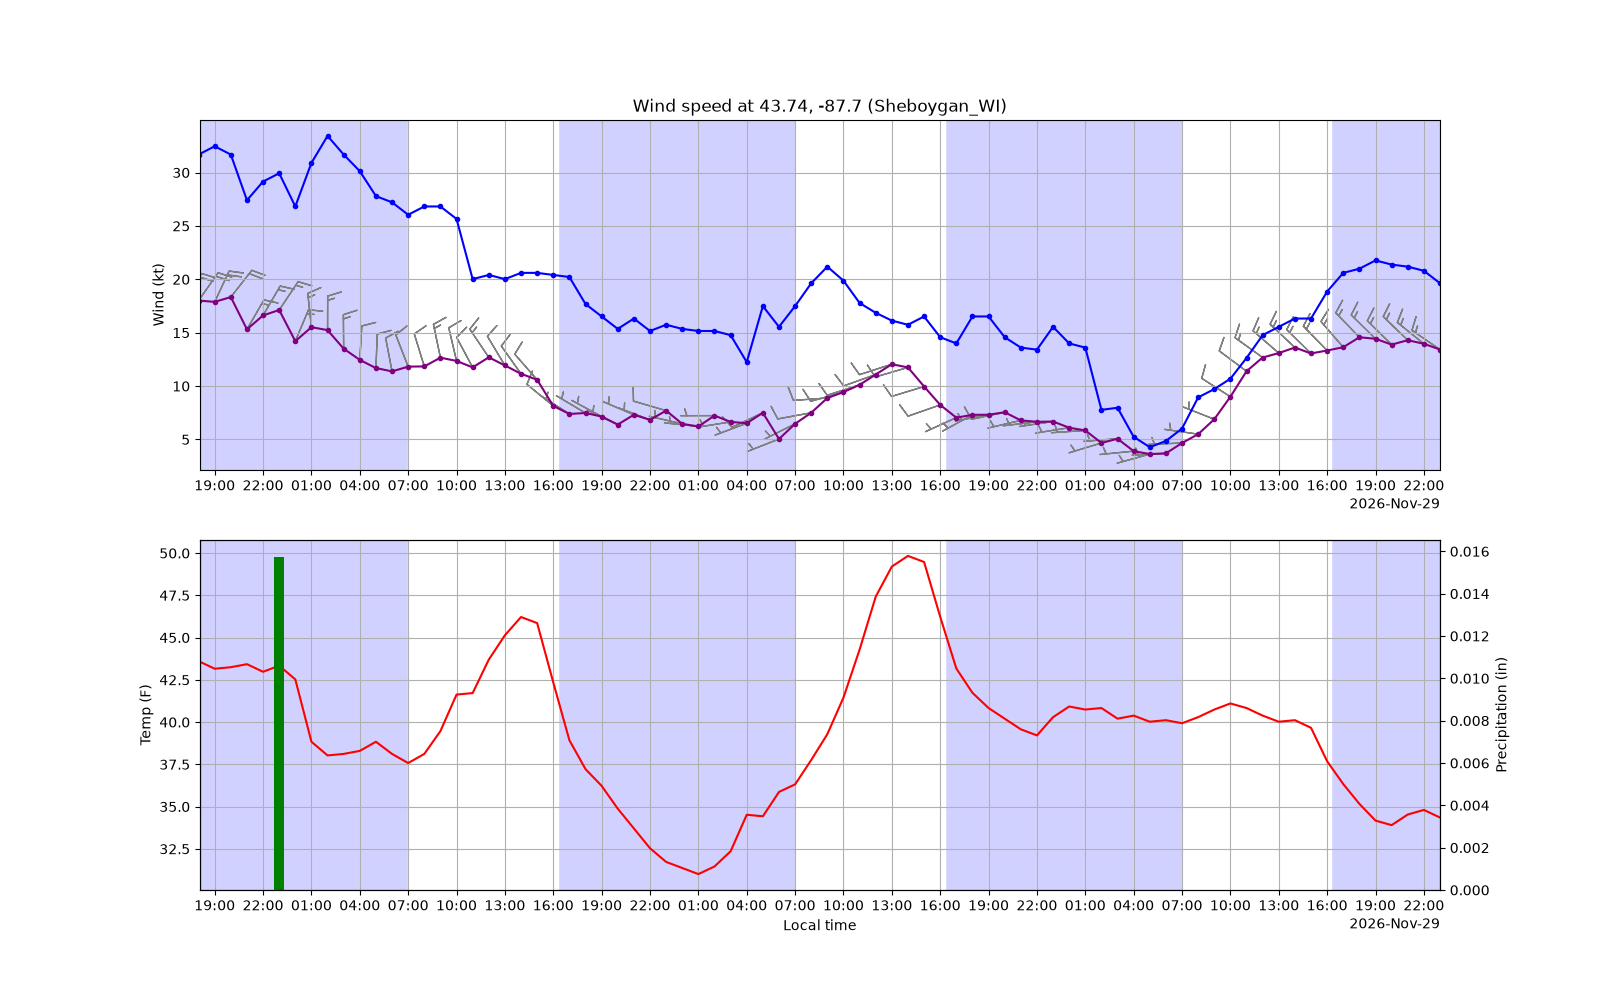 Wind speed at 43.74, -87.7 (Sheboygan_WI)
30
25
20
15
10
5
Wind (kt)
19:00 22:00 01:00 04:00 07:00 10:00 13:00 16:00 19:00 22:00 01:00 04:00 07:00 10:00 13:00 16:00 19:00 22:00 01:00 04:00 07:00 10:00 13:00 16:00 19:00 22:00
2026-Nov-29
50.0
47.5
45.0
42.5
40.0
37.5
35.0
32.5
Temp (F)
0.016
0.014
0.012
0.010
0.008
0.006
0.004
0.002
0.000
Precipitation (in)
19:00 22:00 01:00 04:00 07:00 10:00 13:00 16:00 19:00 22:00 01:00 04:00 07:00 10:00 13:00 16:00 19:00 22:00 01:00 04:00 07:00 10:00 13:00 16:00 19:00 22:00
Local time
2026-Nov-29